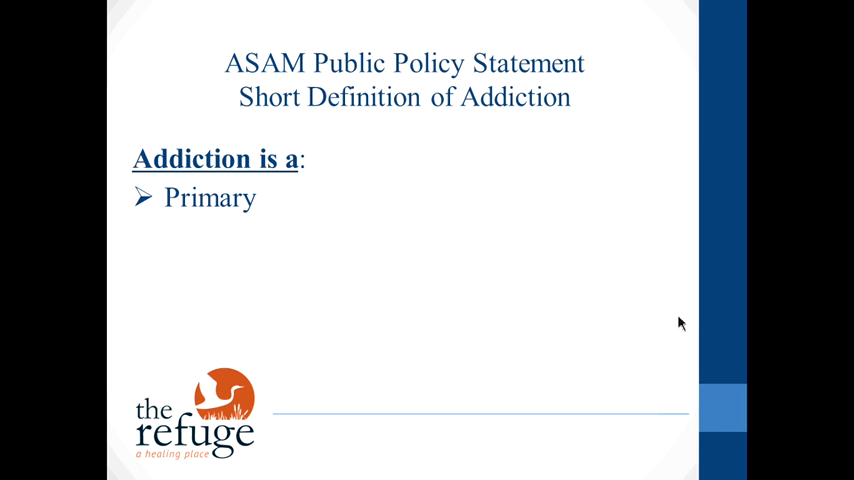 ASAM Public Policy Statement
Short Definition of Addiction
Addiction is a:
Primary
the
refuge
a healing place